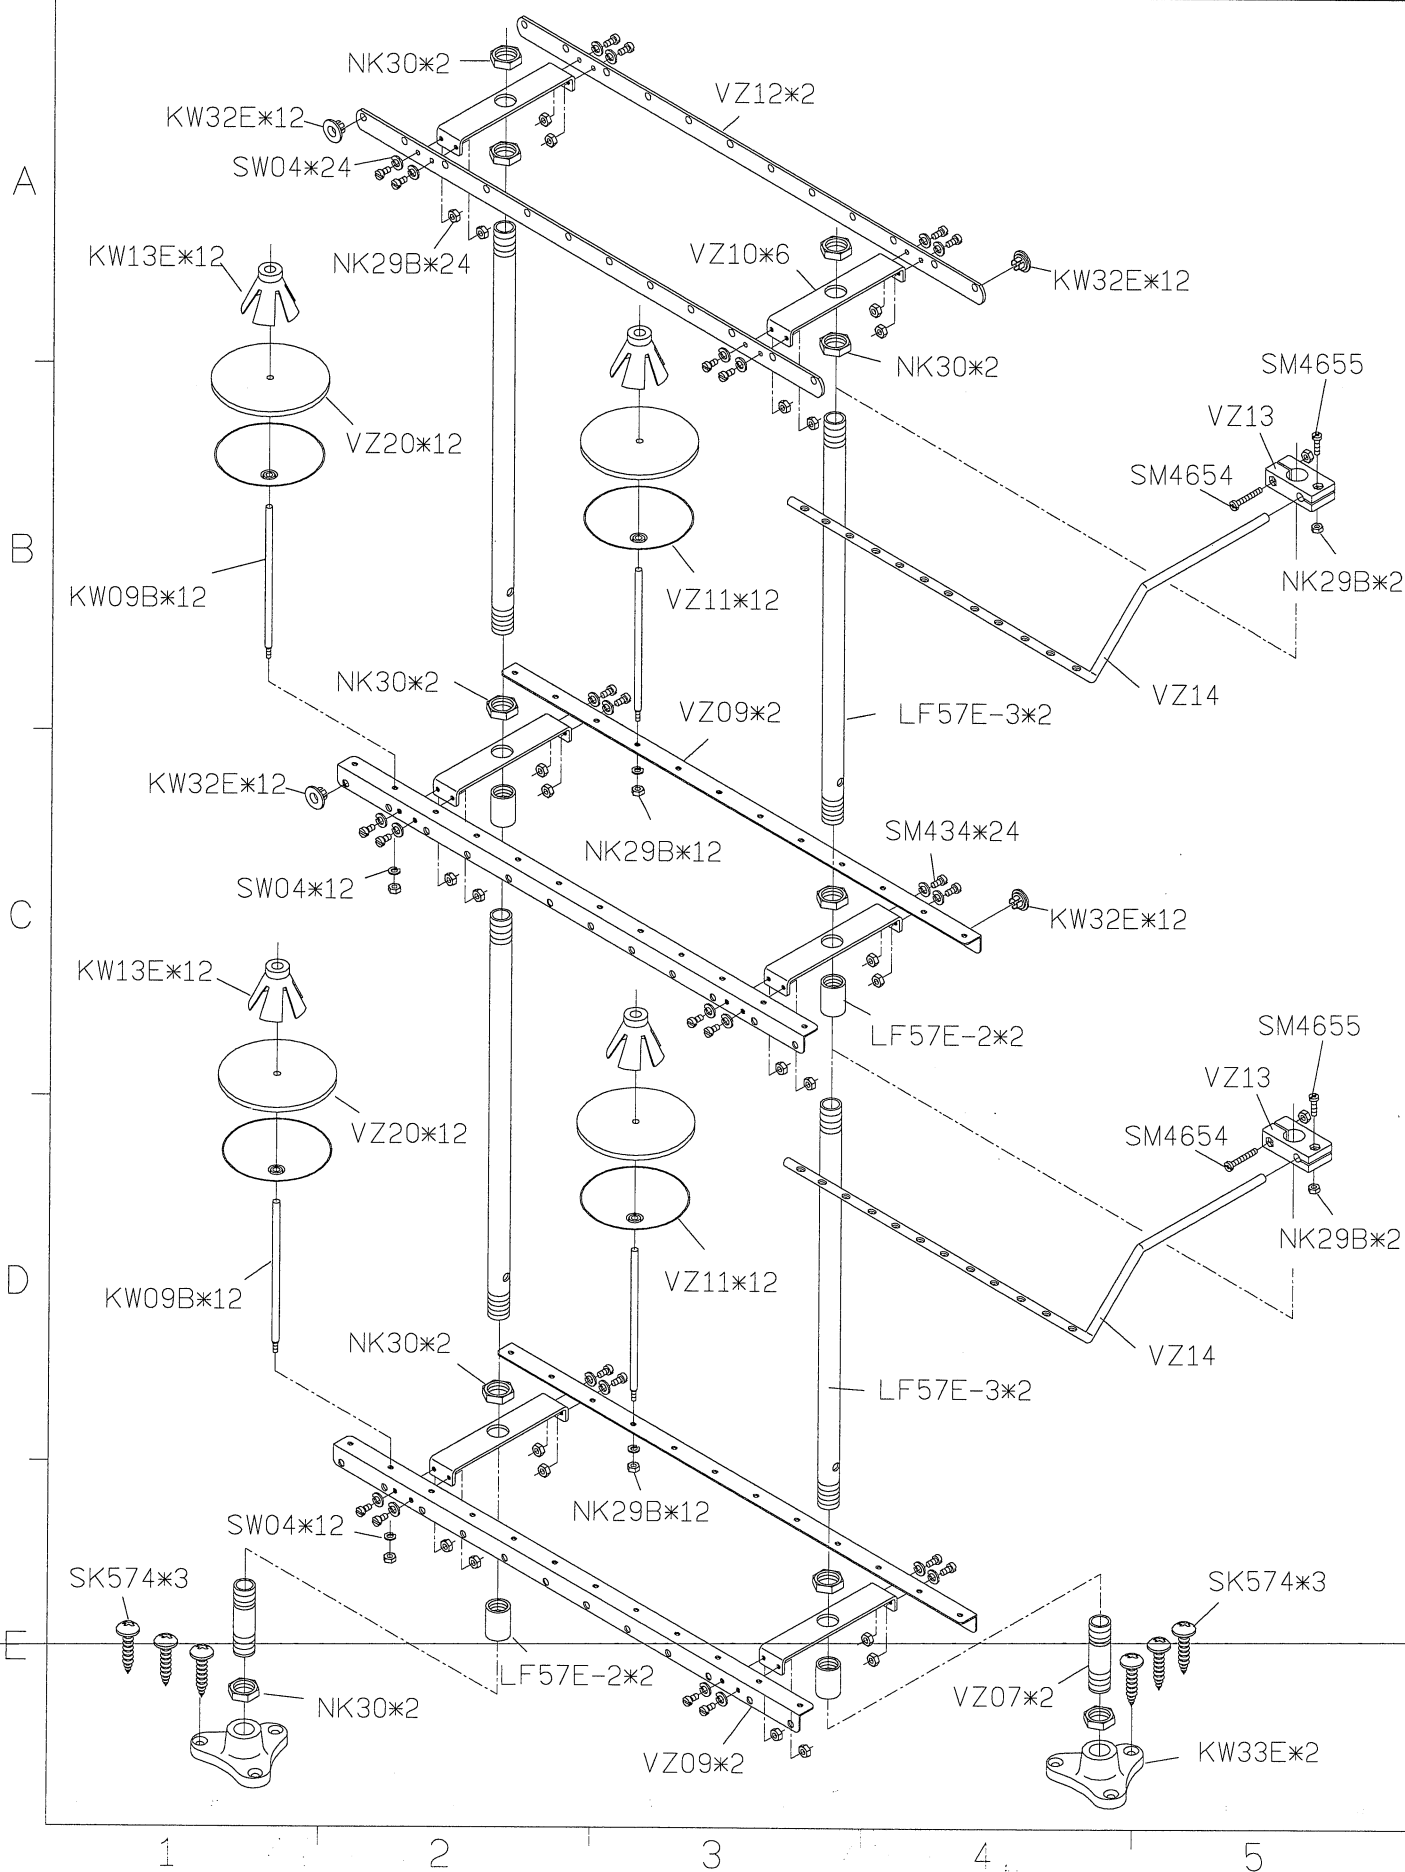 NK30*2
VZ12*2
KW32E*12
SW04*24
A
KW13E*12
NK29B*24
VZ10*6
KW32E*12
NK30*2
SM4655
VZ13
VZ20*12
SM4654
B
KW09B*12
VZ11*12
NK29B*2
NK30*2
VZ14
VZ09*2
LF57E-3*2
KW32E*12
SM434*24
NK29B*12
SW04*12
C
KW32E*12
KW13E*12
LF57E-2*2
SM4655
VZ13
VZ20*12
SM4654
NK29B*2
D
VZ11*12
KW09B*12
NK30*2
VZ14
LF57E-3*2
NK29B*12
SW04*12
SK574*3
SK574*3
E
LF57E-2*2
NK30*2
VZ07*2
VZ09*2
KW33E*2
1
2
3
4
5